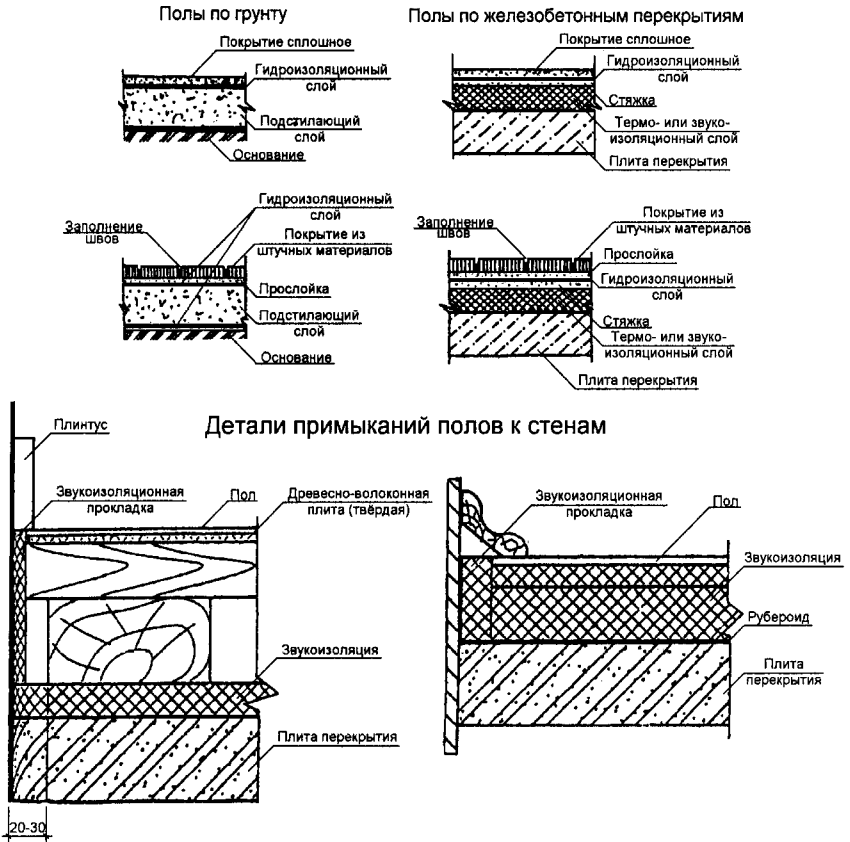 Полы по грунту
Покрытие сплошное
Гидроизоляционный
слой
Подстилающий
слой
Основание
Полы по железобетонным перекрытиям
Покрытие сплошное
Гидроизоляционный
слой
Стяжка
Термо- или звуко-
изоляционный слой
Плита перекрытия
Гидроизоляционный
слой
Заполнение
швов
Покрытие из
штучных материалов
Прослойка
Подстилающий
слой
Основание
Заполнение
швов
Покрытие из
штучных материалов
Прослойка
Гидроизоляционный
слой
Стяжка
Термо- или звуко-
изоляционный слой
Плита перекрытия
Детали примыканий полов к стенам
Плинтус
Звукоизоляционная
прокладка
Пол
Древесно-волоконная
плита (твёрдая)
Звукоизоляция
Плита перекрытия
20-30
Звукоизоляционная
прокладка
Пол
Звукоизоляция
Рубероид
Плита
перекрытия